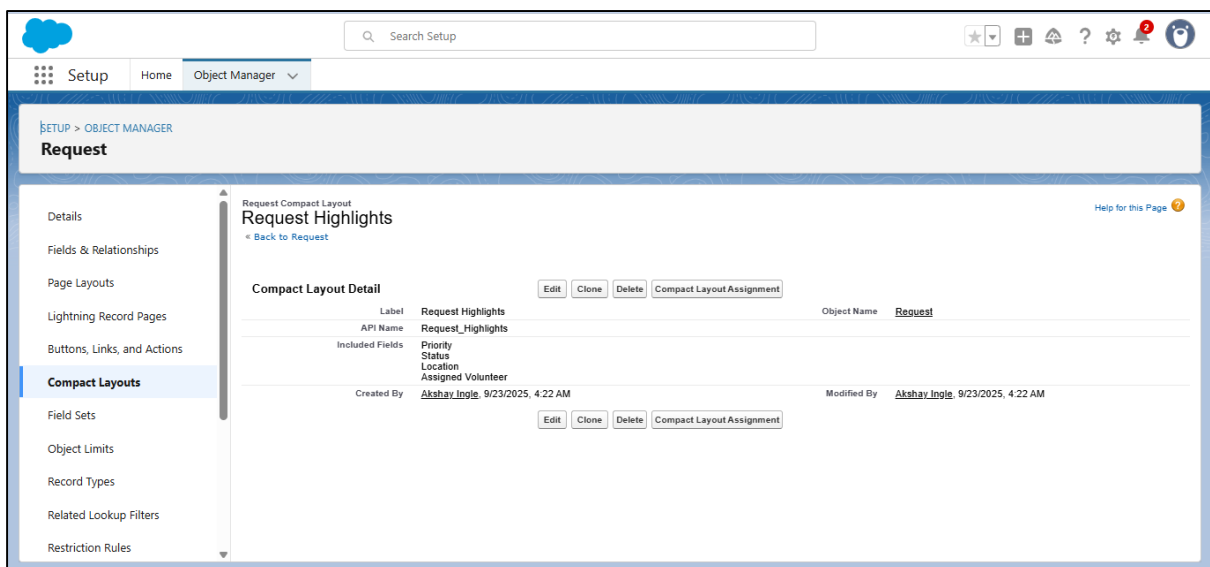 Search Setup
2
Setup Home Object Manager
SETUP > OBJECT MANAGER
Request
Details
Fields & Relationships
Page Layouts
Lightning Record Pages
Buttons, Links, and Actions
Compact Layouts
Field Sets
Object Limits
Record Types
Related Lookup Filters
Restriction Rules
Request Compact Layout
Request Highlights
« Back to Request
Help for this Page ?
Compact Layout Detail Edit Clone Delete Compact Layout Assignment
Label Request Highlights Object Name Request
API Name Request_Highlights
Included Fields Priority
Status
Location
Assigned Volunteer
Created By Akshay Ingle, 9/23/2025, 4:22 AM Modified By Akshay Ingle, 9/23/2025, 4:22 AM
Edit Clone Delete Compact Layout Assignment